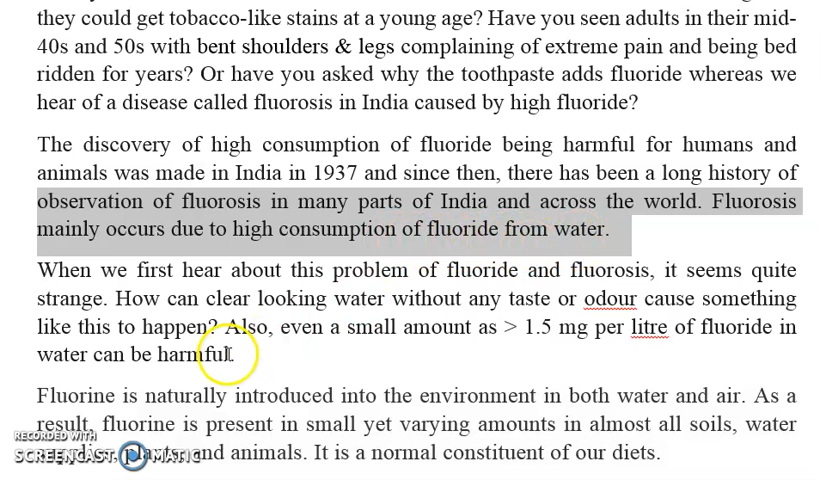 they could get tobacco-like stains at a young age? Have you seen adults in their mid-
40s and 50s with bent shoulders & legs complaining of extreme pain and being bed
ridden for years? Or have you asked why the toothpaste adds fluoride whereas we
hear of a disease called fluorosis in India caused by high fluoride?
The discovery of high consumption of fluoride being harmful for humans and
animals was made in India in 1937 and since then, there has been a long history of
observation of fluorosis in many parts of India and across the world. Fluorosis
mainly occurs due to high consumption of fluoride from water.
When we first hear about this problem of fluoride and fluorosis, it seems quite
strange. How can clear looking water without any taste or odour cause something
like this to happen? Also, even a small amount as > 1.5 mg per litre of fluoride in
water can be harmful
Fluorine is naturally introduced into the environment in both water and air. As a
result, fluorine is present in small yet varying amounts in almost all soils, water
and animals. It is a normal constituent of our diets.
RECORDED WITH
SCREENCAST MATIC